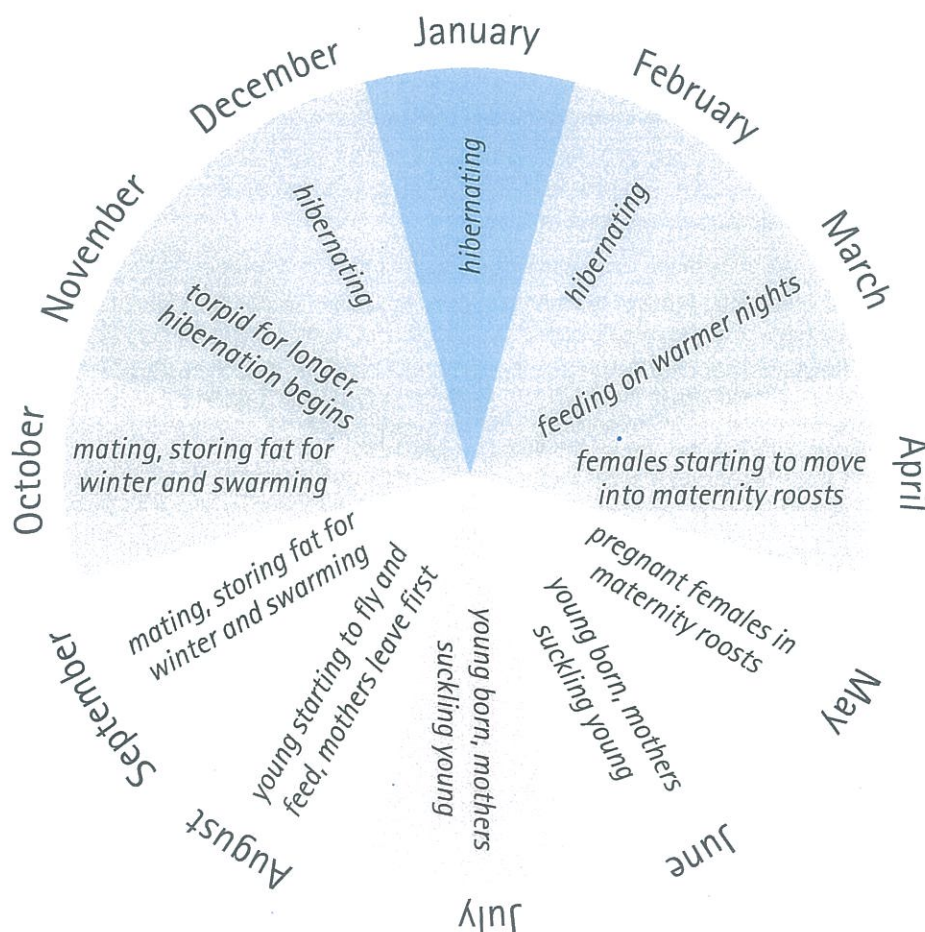 January
hibernating
February
hibernating
March
feeding on warmer nights
April
females starting to move
into maternity roosts
May
pregnant females in
maternity roosts
June
young born, mothers
suckling young
July
young born, mothers
suckling young
August
young starting to fly and
feed, mothers leave first
September
mating, storing fat for
winter and swarming
October
mating, storing fat for
winter and swarming
November
torpid for longer,
hibernation begins
December
hibernating